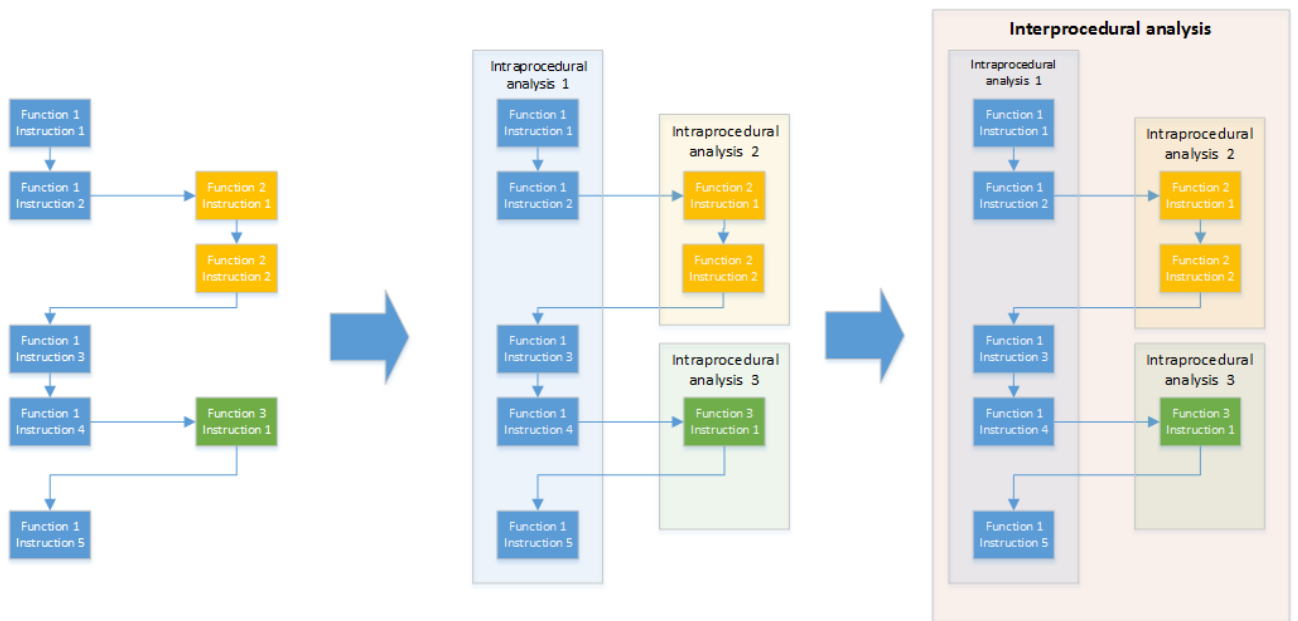 Function 1
Instruction 1
Function 1
Instruction 2
Function 2
Instruction 1
Function 2
Instruction 2
Function 1
Instruction 3
Function 1
Instruction 4
Function 3
Instruction 1
Function 1
Instruction 5
Intraprocedural
analysis 1
Function 1
Instruction 1
Function 1
Instruction 2
Intraprocedural
analysis 2
Function 2
Instruction 1
Function 2
Instruction 2
Function 1
Instruction 3
Function 1
Instruction 4
Intraprocedural
analysis 3
Function 3
Instruction 1
Function 1
Instruction 5
Interprocedural analysis
Intraprocedural
analysis 1
Function 1
Instruction 1
Function 1
Instruction 2
Intraprocedural
analysis 2
Function 2
Instruction 1
Function 2
Instruction 2
Function 1
Instruction 3
Function 1
Instruction 4
Intraprocedural
analysis 3
Function 3
Instruction 1
Function 1
Instruction 5